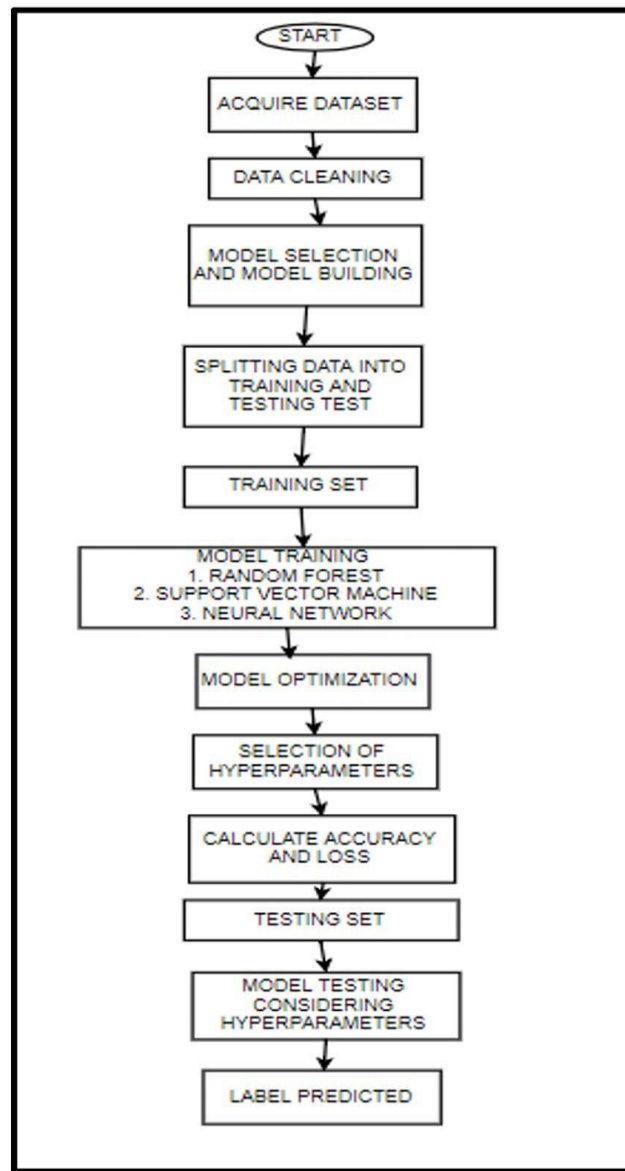 START
ACQUIRE DATASET
DATA CLEANING
MODEL SELECTION
AND MODEL BUILDING
SPLITTING DATA INTO
TRAINING AND
TESTING TEST
TRAINING SET
MODEL TRAINING
1. RANDOM FOREST
2. SUPPORT VECTOR MACHINE
3. NEURAL NETWORK
MODEL OPTIMIZATION
SELECTION OF
HYPERPARAMETERS
CALCULATE ACCURACY
AND LOSS
TESTING SET
MODEL TESTING
CONSIDERING
HYPERPARAMETERS
LABEL PREDICTED